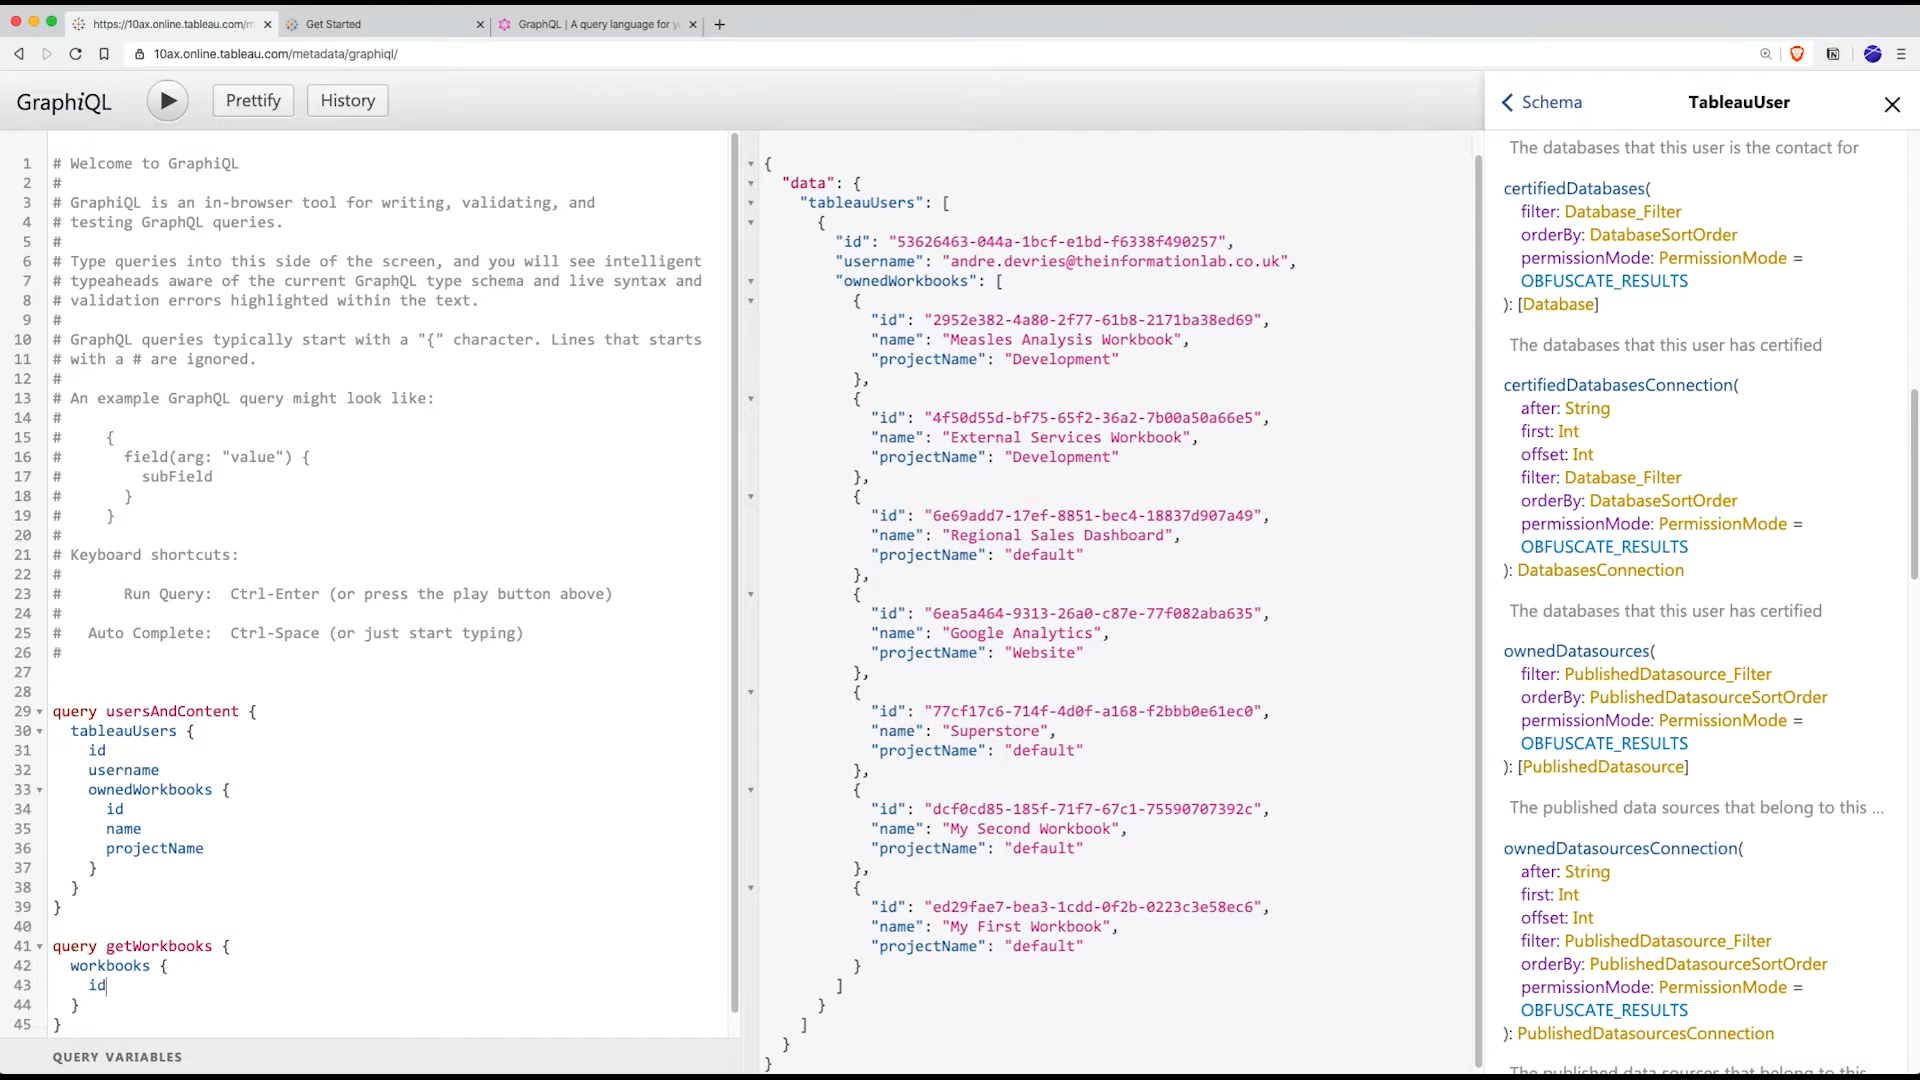 https://10ax.online.tableau.com/m
Get Started
GraphQL | A query language for y
10ax.online.tableau.com/metadata/graphiql/
GraphiQL
Prettify
History
1 # Welcome to GraphiQL
2 #
3 # GraphiQL is an in-browser tool for writing, validating, and
4 # testing GraphQL queries.
5 #
6 # Type queries into this side of the screen, and you will see intelligent
7 # typeaheads aware of the current GraphQL type schema and live syntax and
8 # validation errors highlighted within the text.
9 #
10 # GraphQL queries typically start with a "{" character. Lines that starts
11 # with a # are ignored.
12 #
13 # An example GraphQL query might look like:
14 #
15 #     {
16 #       field(arg: "value") {
17 #         subField
18 #       }
19 #     }
20 #
21 # Keyboard shortcuts:
22 #
23 #       Run Query:  Ctrl-Enter (or press the play button above)
24 #
25 #   Auto Complete:  Ctrl-Space (or just start typing)
26 #
27
28
29 query usersAndContent {
30   tableauUsers {
31     id
32     username
33     ownedWorkbooks {
34       id
35       name
36       projectName
37     }
38   }
39 }
40
41 query getWorkbooks {
42   workbooks {
43     id
44   }
45 }
QUERY VARIABLES
{
"data": {
"tableauUsers": [
{
"id": "53626463-044a-1bcf-e1bd-f6338f490257",
"username": "andre.devries@theinformationlab.co.uk",
"ownedWorkbooks": [
{
"id": "2952e382-4a80-2f77-61b8-2171ba38ed69",
"name": "Measles Analysis Workbook",
"projectName": "Development"
},
{
"id": "4f50d55d-bf75-65f2-36a2-7b00a50a66e5",
"name": "External Services Workbook",
"projectName": "Development"
},
{
"id": "6e69add7-17ef-8851-bec4-18837d907a49",
"name": "Regional Sales Dashboard",
"projectName": "default"
},
{
"id": "6ea5a464-9313-26a0-c87e-77f082aba635",
"name": "Google Analytics",
"projectName": "Website"
},
{
"id": "77cf17c6-714f-4d0f-a168-f2bbb0e61ec0",
"name": "Superstore",
"projectName": "default"
},
{
"id": "dcf0cd85-185f-71f7-67c1-75590707392c",
"name": "My Second Workbook",
"projectName": "default"
},
{
"id": "ed29fae7-bea3-1cdd-0f2b-0223c3e58ec6",
"name": "My First Workbook",
"projectName": "default"
}
]
}
]
}
}
Schema
TableauUser
The databases that this user is the contact for
certifiedDatabases(
filter: Database_Filter
orderBy: DatabaseSortOrder
permissionMode: PermissionMode =
OBFUSCATE_RESULTS
): [Database]
The databases that this user has certified
certifiedDatabasesConnection(
after: String
first: Int
offset: Int
filter: Database_Filter
orderBy: DatabaseSortOrder
permissionMode: PermissionMode =
OBFUSCATE_RESULTS
): DatabasesConnection
The databases that this user has certified
ownedDatasources(
filter: PublishedDatasource_Filter
orderBy: PublishedDatasourceSortOrder
permissionMode: PermissionMode =
OBFUSCATE_RESULTS
): [PublishedDatasource]
The published data sources that belong to this ...
ownedDatasourcesConnection(
after: String
first: Int
offset: Int
filter: PublishedDatasource_Filter
orderBy: PublishedDatasourceSortOrder
permissionMode: PermissionMode =
OBFUSCATE_RESULTS
): PublishedDatasourcesConnection
The published data sources that belong to this ...